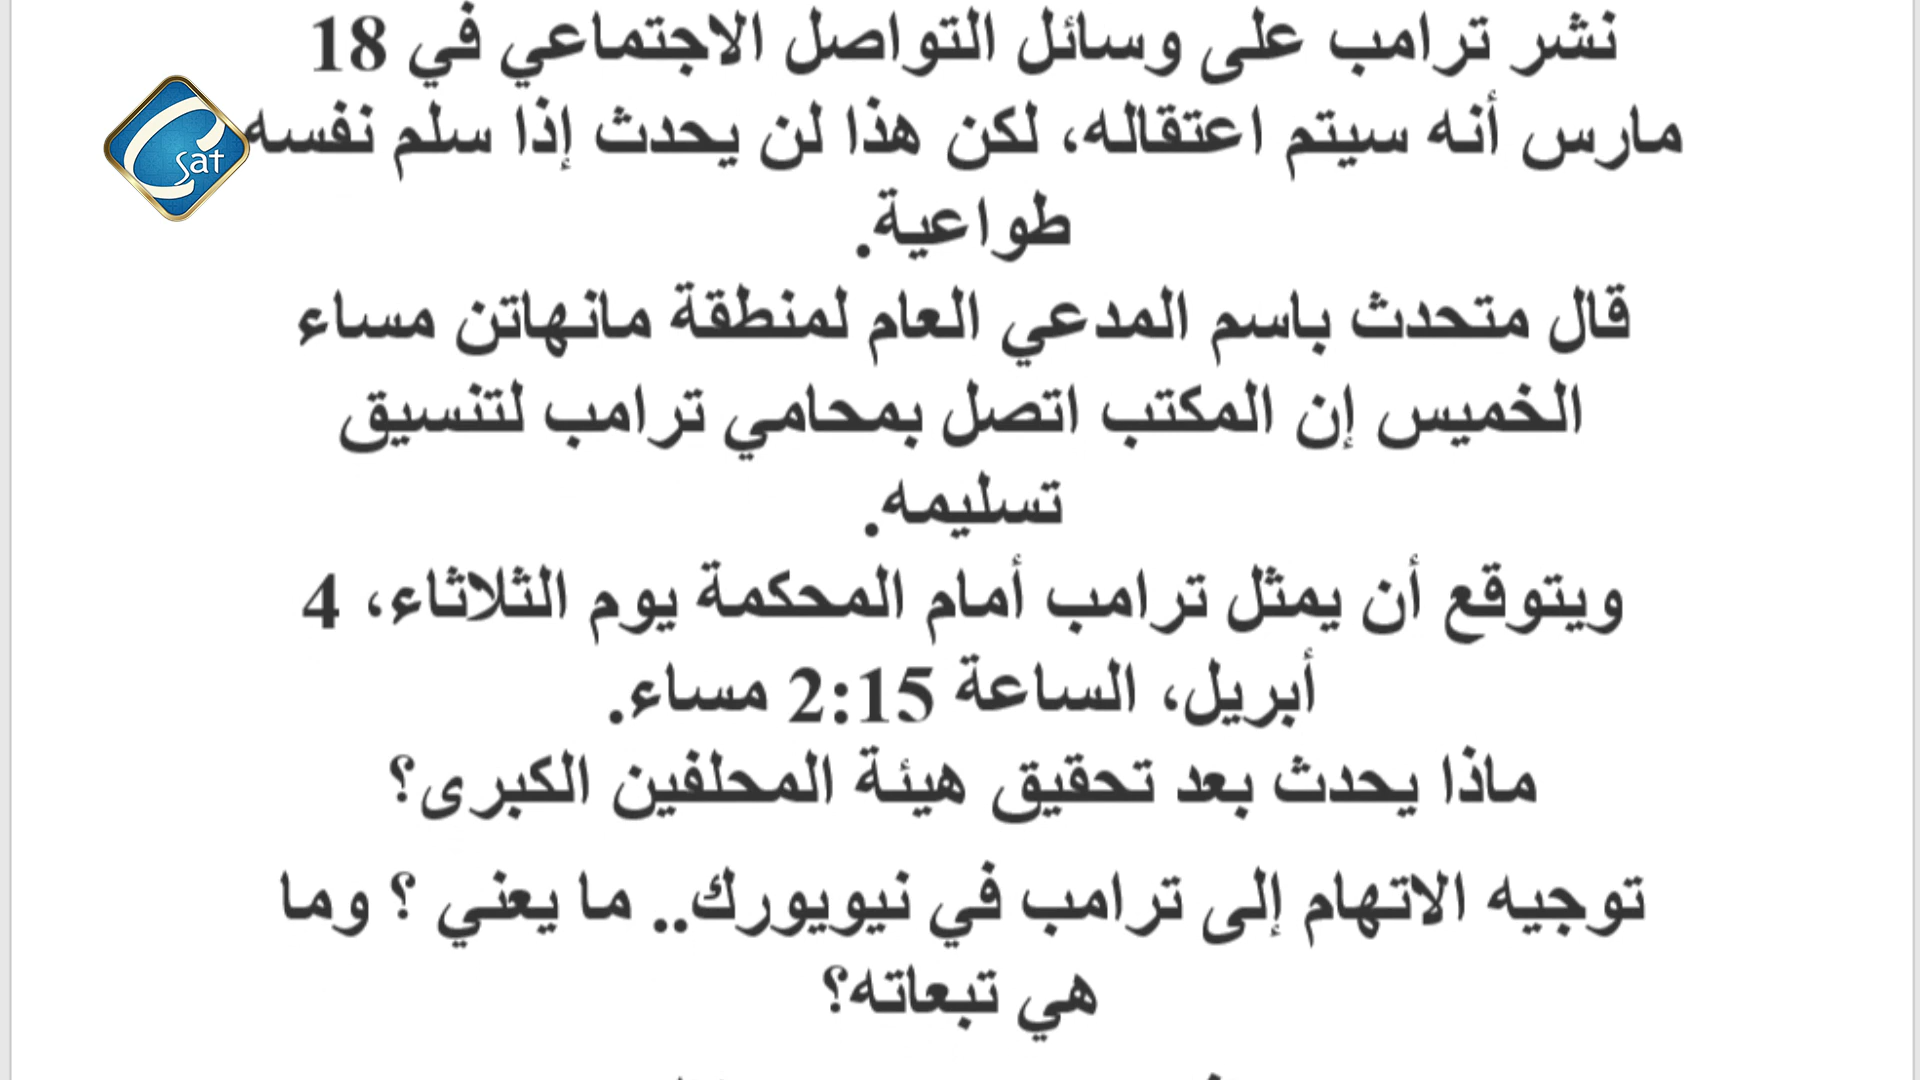 نشر ترامب على وسائل التواصل الاجتماعي في 18
مارس أنه سيتم اعتقاله، لكن هذا لن يحدث إذا سلم نفسه
طواعية.
قال متحدث باسم المدعي العام لمنطقة مانهاتن مساء
الخميس إن المكتب اتصل بمحامي ترامب لتنسيق
تسليمه.
ويتوقع أن يمثل ترامب أمام المحكمة يوم الثلاثاء، 4
أبريل، الساعة 2:15 مساء.
ماذا يحدث بعد تحقيق هيئة المحلفين الكبرى؟
توجيه الاتهام إلى ترامب في نيويورك.. ما يعني ؟ وما
هي تبعاته؟
C Sat